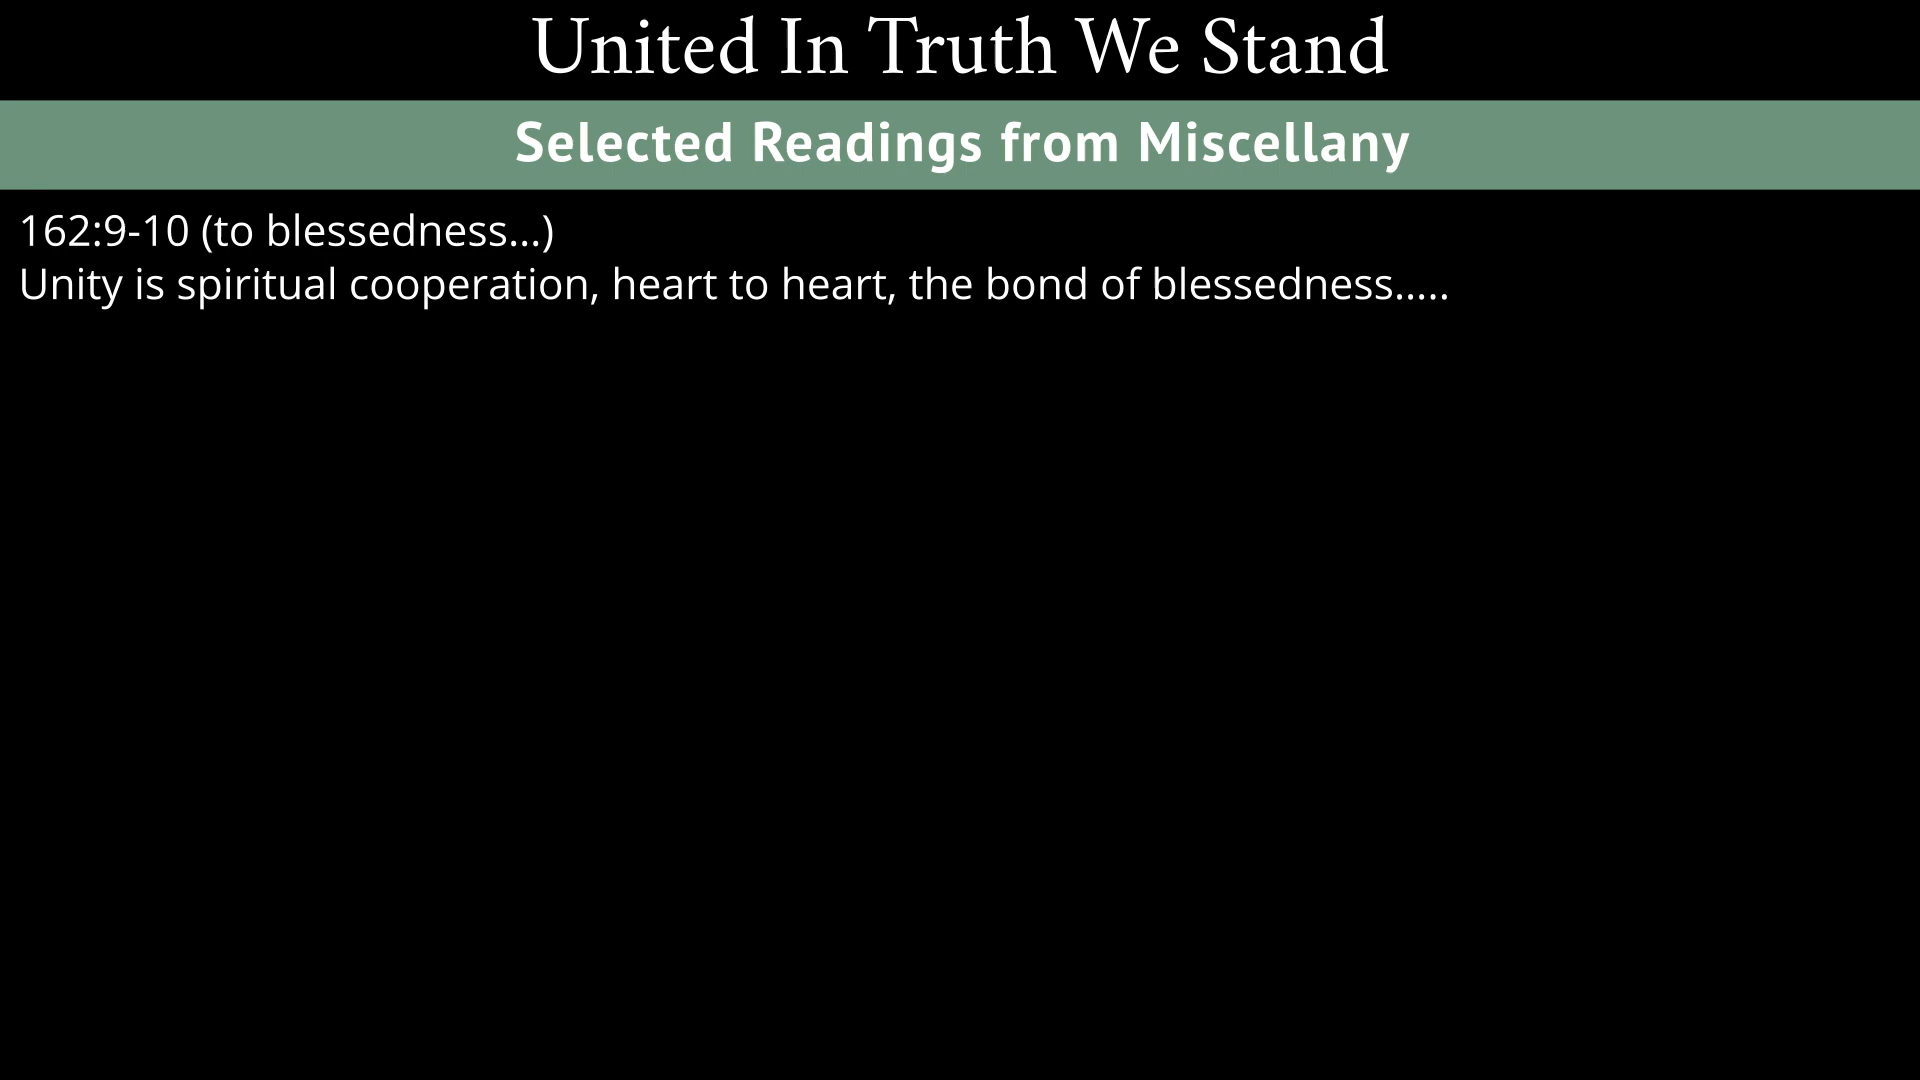 United In Truth We Stand
Selected Readings from Miscellany
162:9-10 (to blessedness...)
Unity is spiritual cooperation, heart to heart, the bond of blessedness.....